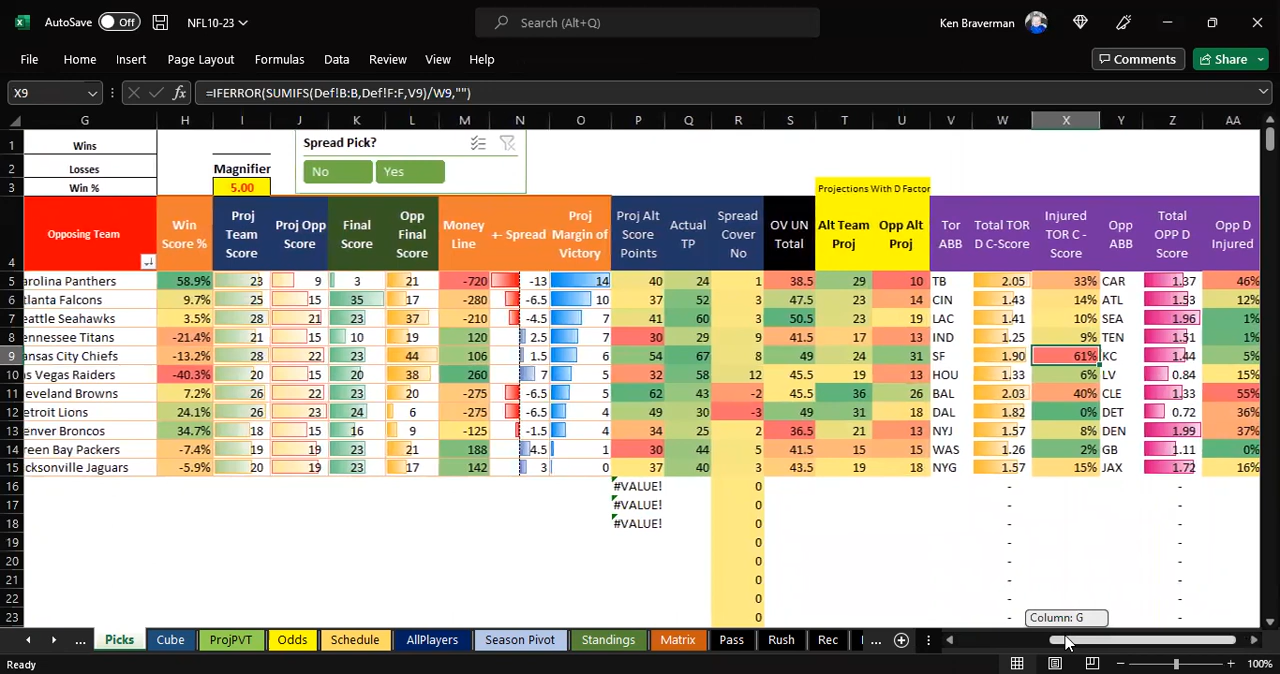 AutoSave Off NFL10-23 Search (Alt+Q) Ken Braverman
File Home Insert Page Layout Formulas Data Review View Help Comments Share
X9 fx =IFERROR(SUMIFS(Def!B:B,Def!F:F,V9)/W9,"")
G H I J K L M N O P Q R S T U V W X Y Z AA
1 Wins Spread Pick?
2 Losses Magnifier No Yes
3 Win % 5.00 Projections With D Factor
4 Opposing Team Win Score % Proj Team Score Proj Opp Score Final Score Opp Final Score Money Line +- Spread Proj Margin of Victory Proj Alt Score Points Actual TP Spread Cover No OV UN Total Alt Team Proj Opp Alt Proj Tor ABB Total TOR D C-Score Injured TOR C - Score Opp ABB Total OPP D Z-Score Opp D Injured
5 arolina Panthers 58.9% 23 9 3 21 -720 -13 14 40 24 1 38.5 29 10 TB 2.05 33% CAR 1.37 46%
6 tlanta Falcons 9.7% 25 15 35 17 -280 -6.5 10 37 52 3 47.5 23 14 CIN 1.43 14% ATL 1.53 12%
7 eattle Seahawks 3.5% 28 21 23 37 -210 -4.5 7 41 60 3 50.5 23 19 LAC 1.41 10% SEA 1.96 1%
8 ennessee Titans -21.4% 17 15 10 19 120 2.5 7 30 29 9 41.5 17 13 IND 1.25 9% TEN 1.51 1%
9 ansas City Chiefs -13.2% 28 22 23 44 106 1.5 6 54 67 8 49 24 31 SF 1.90 61% KC 1.44 5%
10 as Vegas Raiders -40.3% 20 15 20 38 260 7 5 32 58 12 45.5 19 13 HOU 1.33 6% LV 0.84 15%
11 leveland Browns 7.2% 26 22 23 20 -275 -6.5 4 62 43 -2 45.5 36 26 BAL 2.03 40% CLE 1.33 55%
12 etroit Lions 24.1% 26 23 24 6 -275 -6.5 4 49 30 -3 49 31 18 DAL 1.82 0% DET 0.72 36%
13 enver Broncos 34.7% 18 15 16 9 -125 -1.5 4 34 25 2 36.5 21 13 NYJ 1.57 8% DEN 1.99 37%
14 reen Bay Packers -7.4% 19 19 23 21 188 4.5 1 30 44 5 41.5 15 15 WAS 1.26 2% GB 1.11 0%
15 cksonville Jaguars -5.9% 20 19 23 17 142 3 0 37 40 3 43.5 19 18 NYG 1.57 15% JAX 1.72 16%
16 #VALUE! 0 - -
17 #VALUE! 0 - -
18 #VALUE! 0 - -
19 0 - -
20 0 - -
21 0 - -
22 0 - -
23 0 - Column: G -
... Picks Cube ProjPVT Odds Schedule AllPlayers Season Pivot Standings Matrix Pass Rush Rec ...
Ready 100%